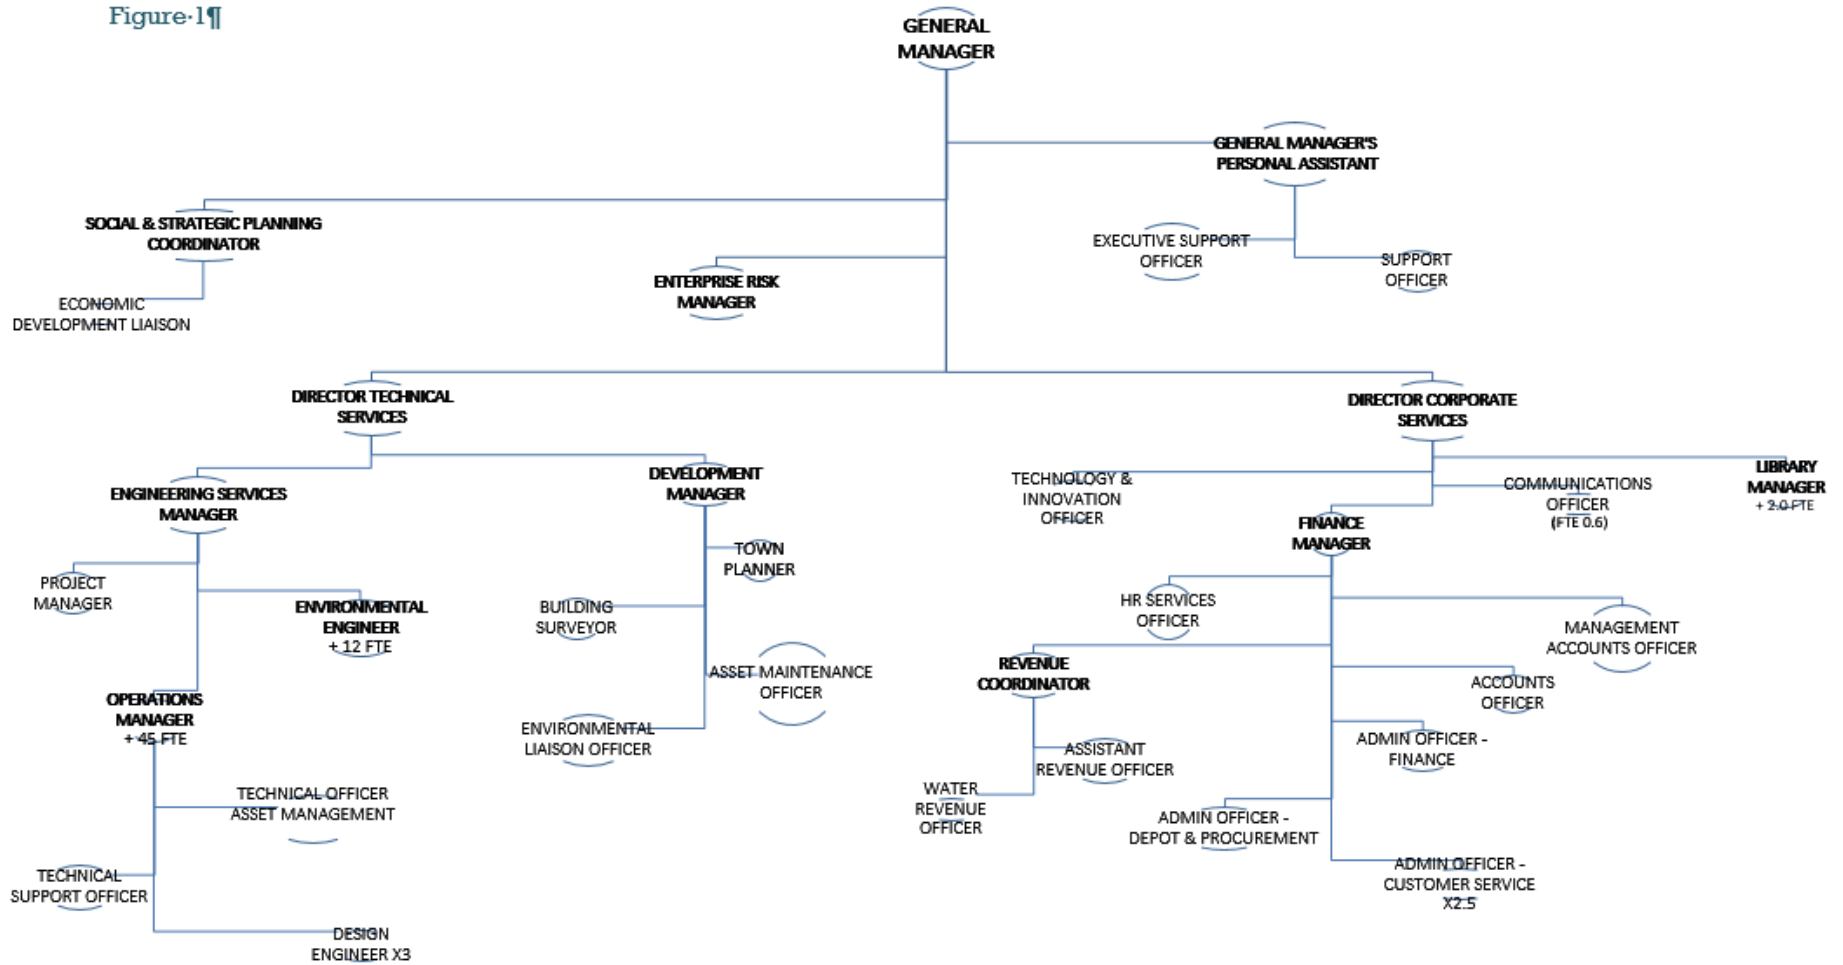 Figure·1¶
GENERAL
MANAGER
GENERAL MANAGER'S
PERSONAL ASSISTANT
SOCIAL & STRATEGIC PLANNING
COORDINATOR
EXECUTIVE SUPPORT
OFFICER
SUPPORT
OFFICER
ENTERPRISE RISK
MANAGER
ECONOMIC
DEVELOPMENT LIAISON
DIRECTOR TECHNICAL
SERVICES
DIRECTOR CORPORATE
SERVICES
ENGINEERING SERVICES
MANAGER
DEVELOPMENT
MANAGER
TECHNOLOGY &
INNOVATION
OFFICER
COMMUNICATIONS
OFFICER
(FTE 0.6)
LIBRARY
MANAGER
+ 2.0 FTE
FINANCE
MANAGER
PROJECT
MANAGER
ENVIRONMENTAL
ENGINEER
+ 12 FTE
TOWN
PLANNER
BUILDING
SURVEYOR
HR SERVICES
OFFICER
MANAGEMENT
ACCOUNTS OFFICER
OPERATIONS
MANAGER
+ 45 FTE
ASSET MAINTENANCE
OFFICER
REVENUE
COORDINATOR
ACCOUNTS
OFFICER
ENVIRONMENTAL
LIAISON OFFICER
ASSISTANT
REVENUE OFFICER
ADMIN OFFICER -
FINANCE
TECHNICAL OFFICER
ASSET MANAGEMENT
WATER
REVENUE
OFFICER
ADMIN OFFICER -
DEPOT & PROCUREMENT
TECHNICAL
SUPPORT OFFICER
ADMIN OFFICER -
CUSTOMER SERVICE
X2.5
DESIGN
ENGINEER X3